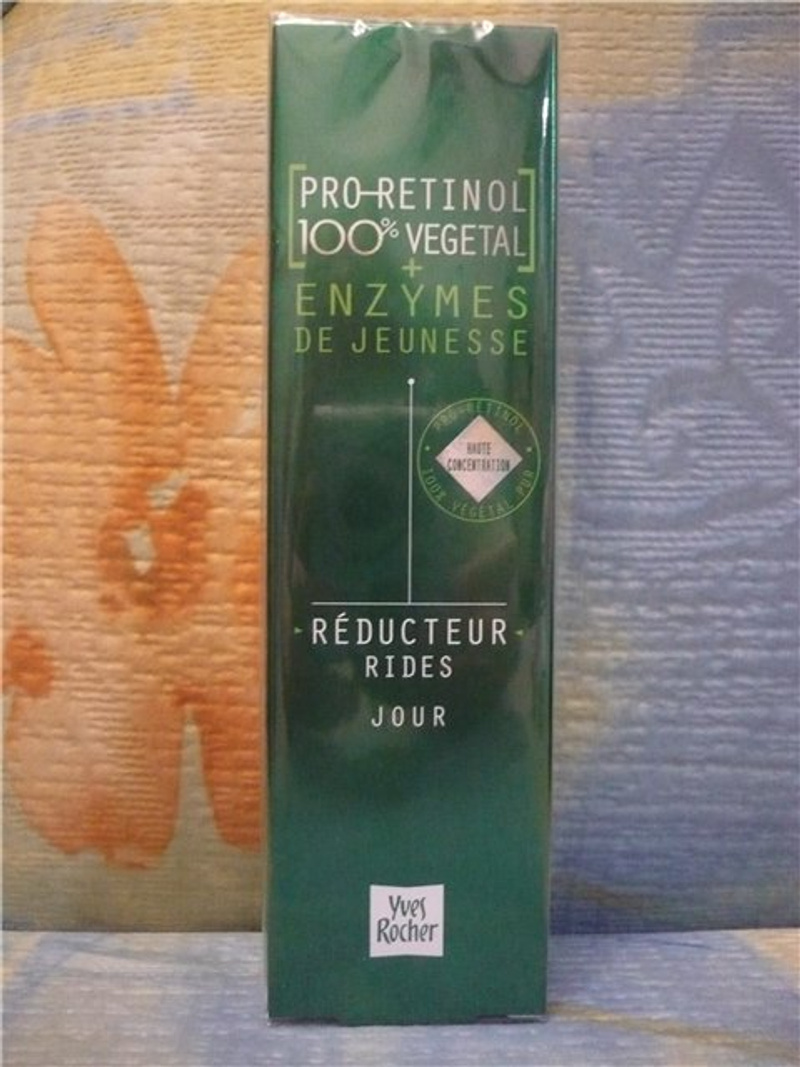 PRO-RETINOL
100% VEGETAL
+
ENZYMES
DE JEUNESSE
PRO-RETINOL
HAUTE
CONCENTRATION
100% VEGETAL PUR
RÉDUCTEUR
RIDES
JOUR
Yves
Rocher